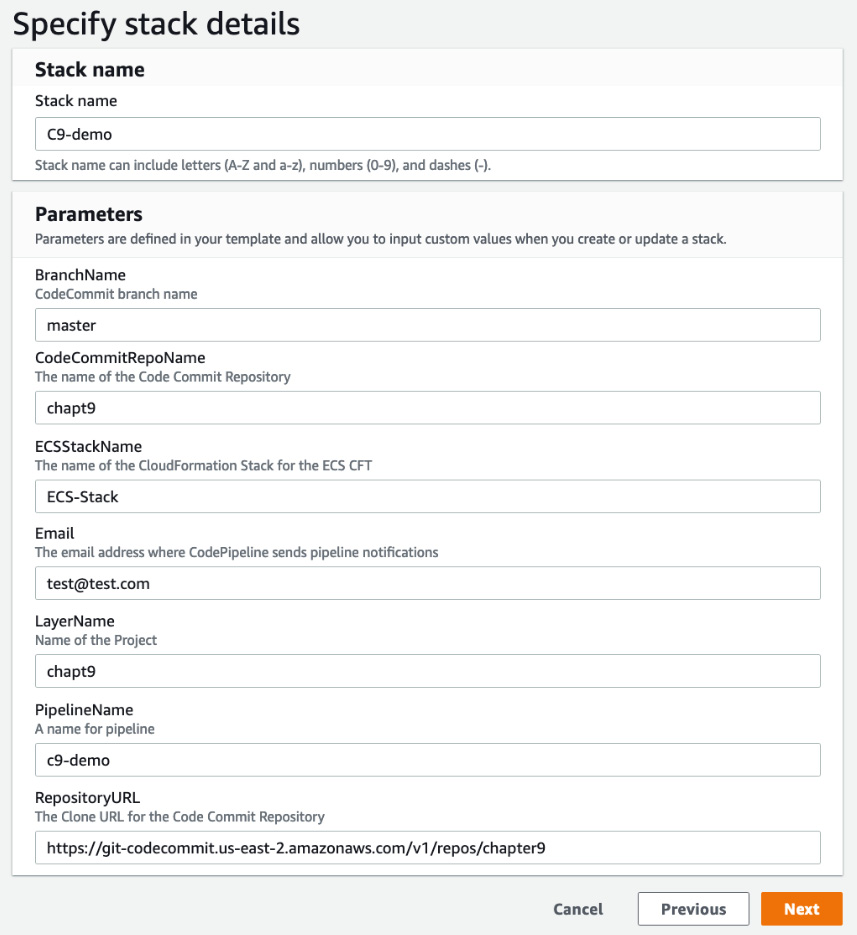 Specify stack details
Stack name
Stack name
C9-demo
Stack name can include letters (A-Z and a-z), numbers (0-9), and dashes (-).
Parameters
Parameters are defined in your template and allow you to input custom values when you create or update a stack.
BranchName
CodeCommit branch name
master
CodeCommitRepoName
The name of the Code Commit Repository
chapt9
ECSStackName
The name of the CloudFormation Stack for the ECS CFT
ECS-Stack
Email
The email address where CodePipeline sends pipeline notifications
test@test.com
LayerName
Name of the Project
chapt9
PipelineName
A name for pipeline
c9-demo
RepositoryURL
The Clone URL for the Code Commit Repository
https://git-codecommit.us-east-2.amazonaws.com/v1/repos/chapter9
Cancel Previous Next